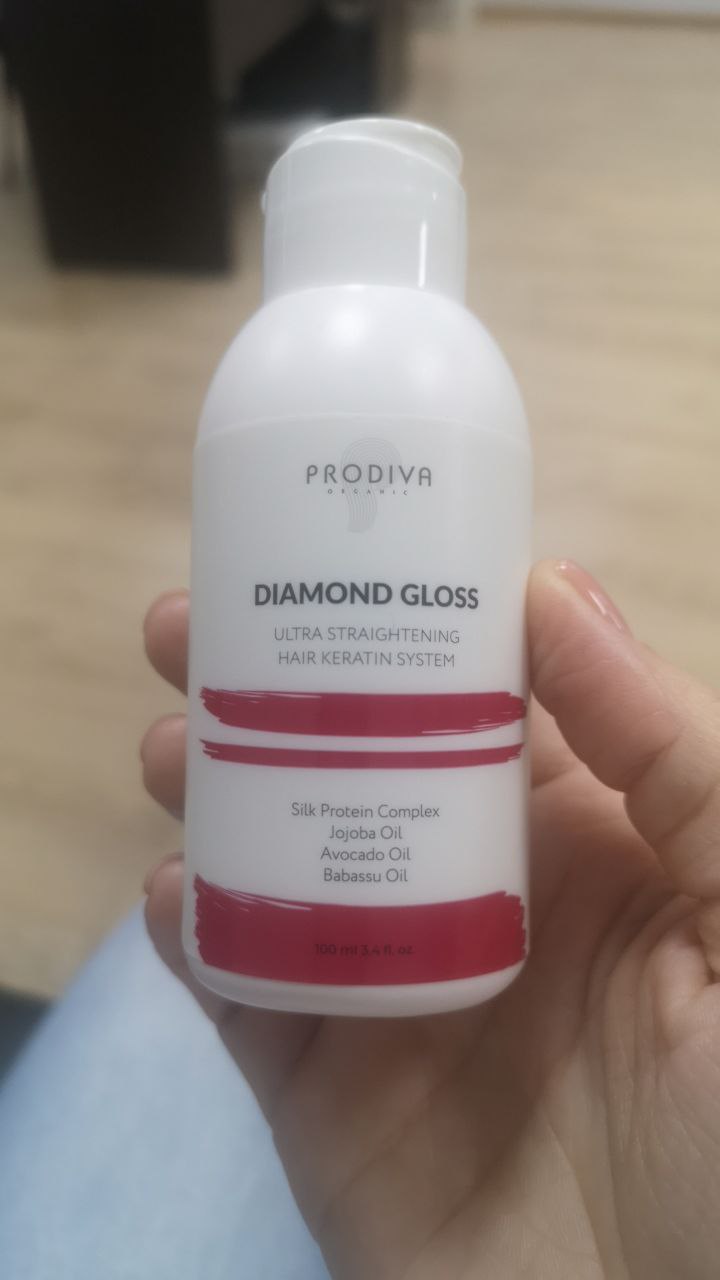 PRODIVA
ORGANIC
DIAMOND GLOSS
ULTRA STRAIGHTENING
HAIR KERATIN SYSTEM
Silk Protein Complex
Jojoba Oil
Avocado Oil
Babassu Oil
100 ml 3,4 fl. oz